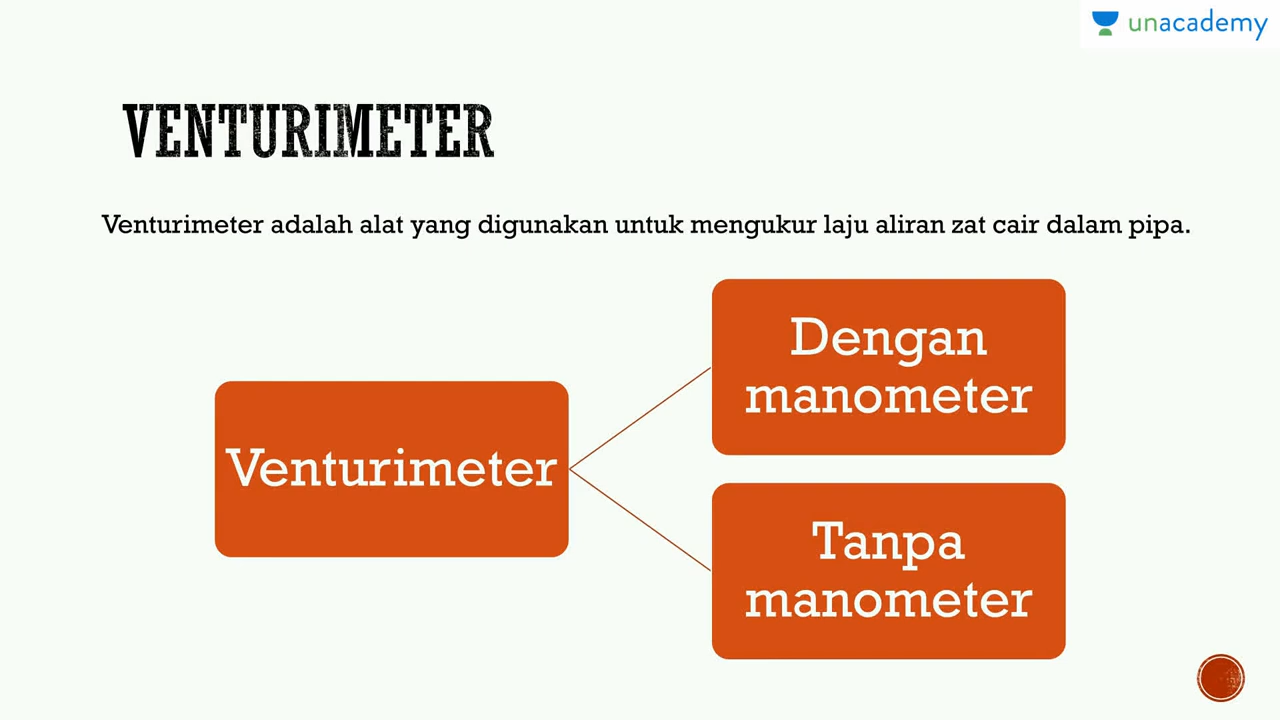 unacademy
VENTURIMETER
Venturimeter adalah alat yang digunakan untuk mengukur laju aliran zat cair dalam pipa.
Venturimeter
Dengan
manometer
Tanpa
manometer